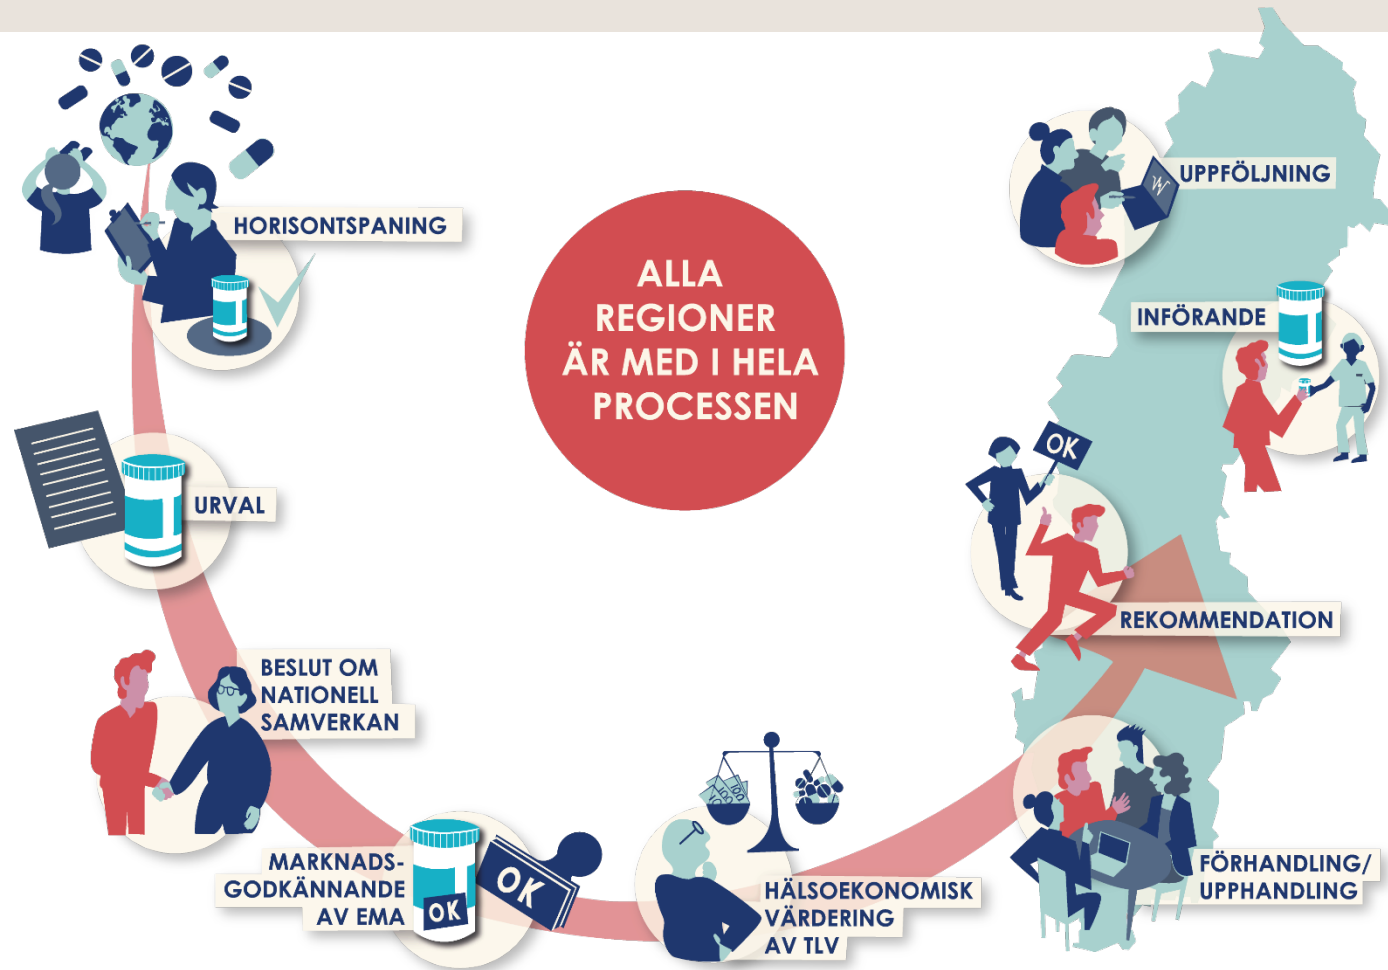 HORISONTSPANING
URVAL
BESLUT OM
NATIONELL
SAMVERKAN
MARKNADS-
GODKÄNNANDE
AV EMA
OK
OK
HÄLSOEKONOMISK
VÄRDERING
AV TLV
100
FÖRHANDLING/
UPPHANDLING
REKOMMENDATION
OK
INFÖRANDE
UPPFÖLJNING
ALLA
REGIONER
ÄR MED I HELA
PROCESSEN